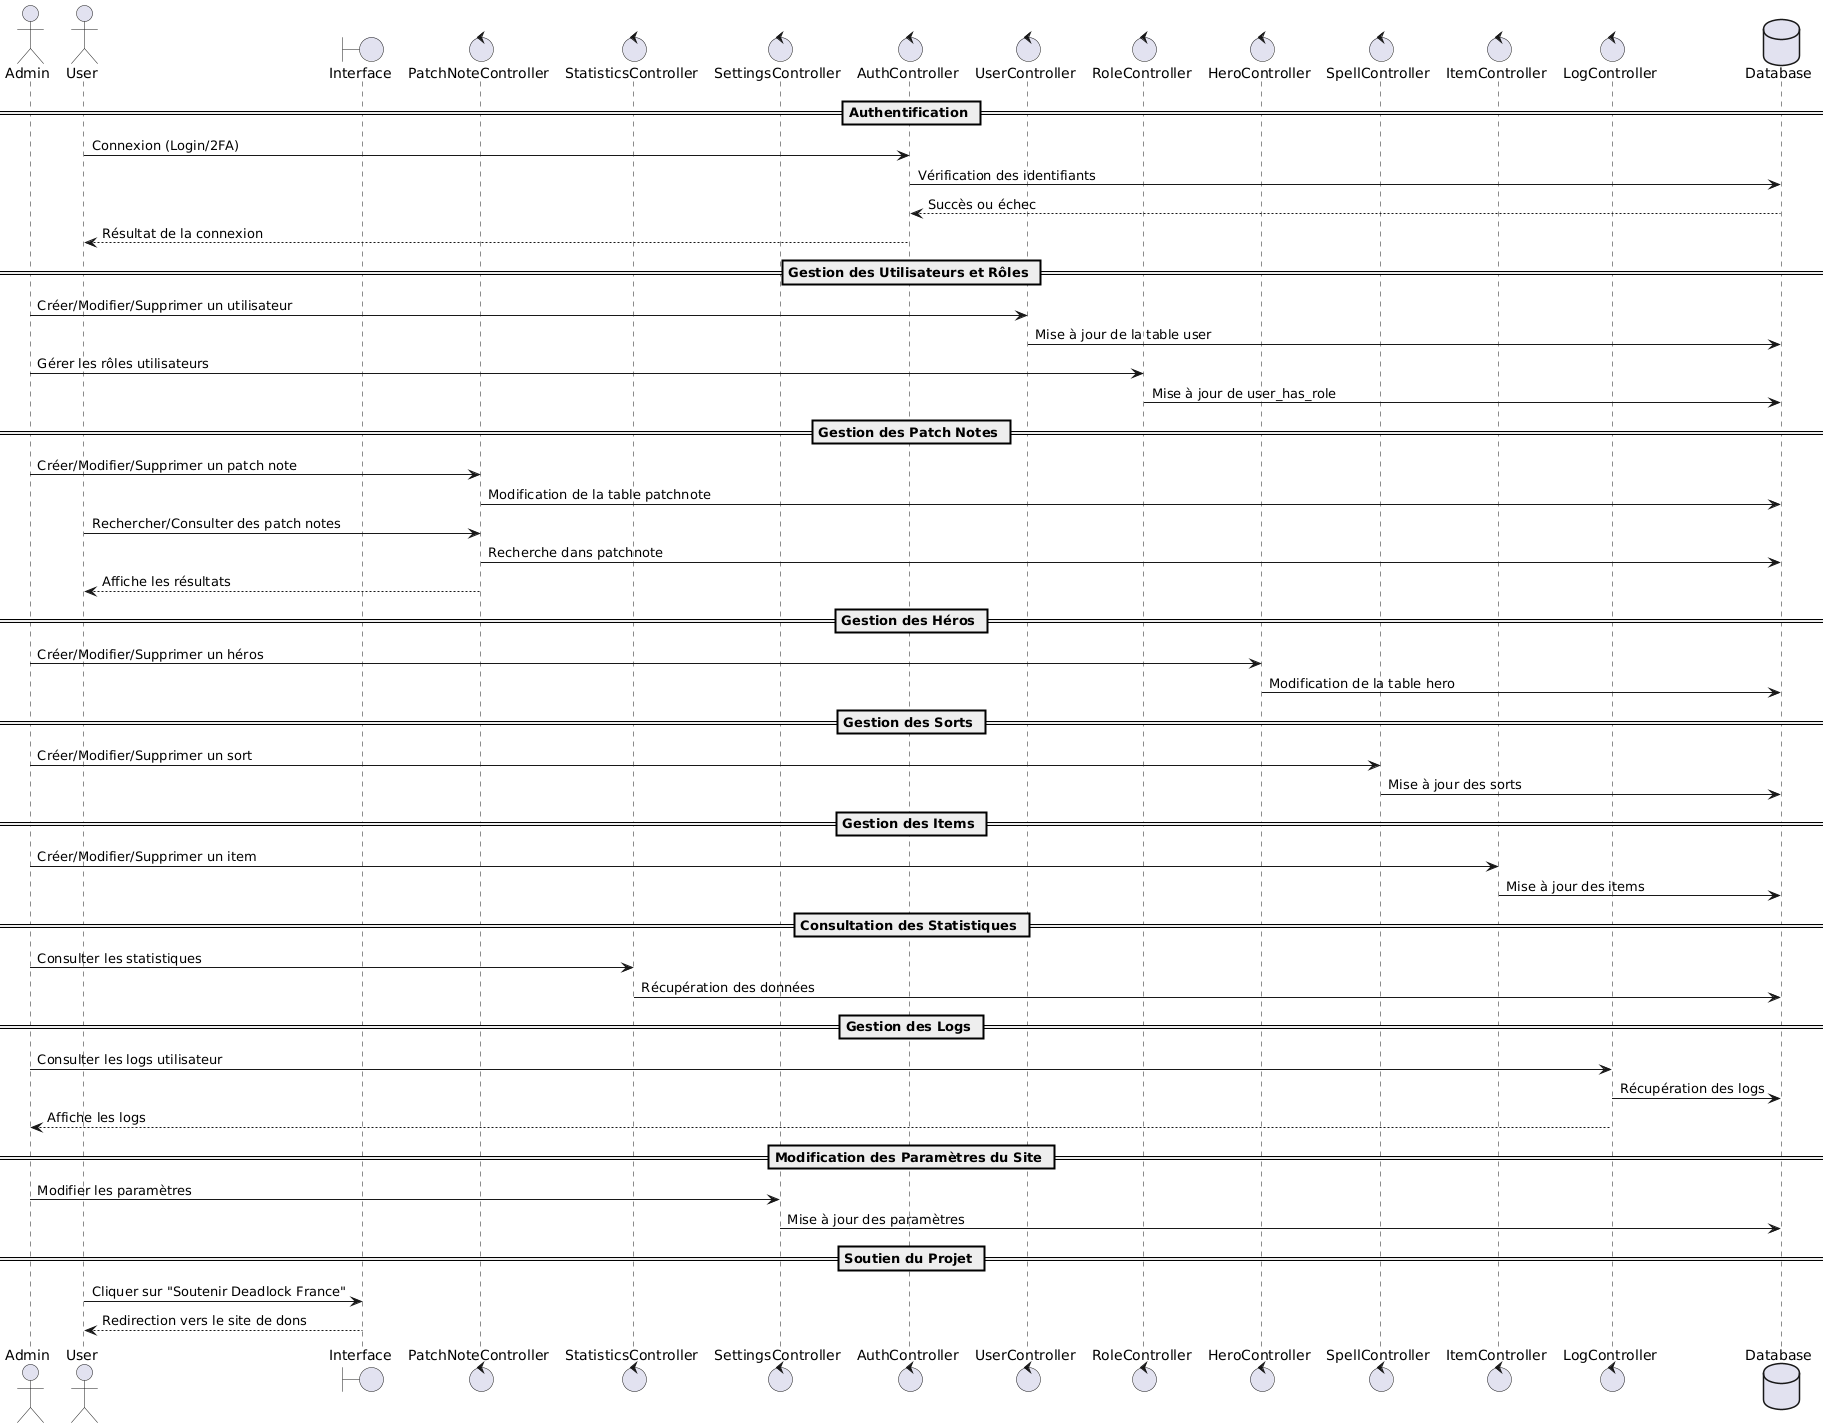 Admin User Interface PatchNoteController StatisticsController SettingsController AuthController UserController RoleController HeroController SpellController ItemController LogController Database
Authentification
Connexion (Login/2FA)
Vérification des identifiants
Succès ou échec
Résultat de la connexion
Gestion des Utilisateurs et Rôles
Créer/Modifier/Supprimer un utilisateur
Mise à jour de la table user
Gérer les rôles utilisateurs
Mise à jour de user_has_role
Gestion des Patch Notes
Créer/Modifier/Supprimer un patch note
Modification de la table patchnote
Rechercher/Consulter des patch notes
Recherche dans patchnote
Affiche les résultats
Gestion des Héros
Créer/Modifier/Supprimer un héros
Modification de la table hero
Gestion des Sorts
Créer/Modifier/Supprimer un sort
Mise à jour des sorts
Gestion des Items
Créer/Modifier/Supprimer un item
Mise à jour des items
Consultation des Statistiques
Consulter les statistiques
Récupération des données
Gestion des Logs
Consulter les logs utilisateur
Récupération des logs
Affiche les logs
Modification des Paramètres du Site
Modifier les paramètres
Mise à jour des paramètres
Soutien du Projet
Cliquer sur "Soutenir Deadlock France"
Redirection vers le site de dons
Admin User Interface PatchNoteController StatisticsController SettingsController AuthController UserController RoleController HeroController SpellController ItemController LogController Database